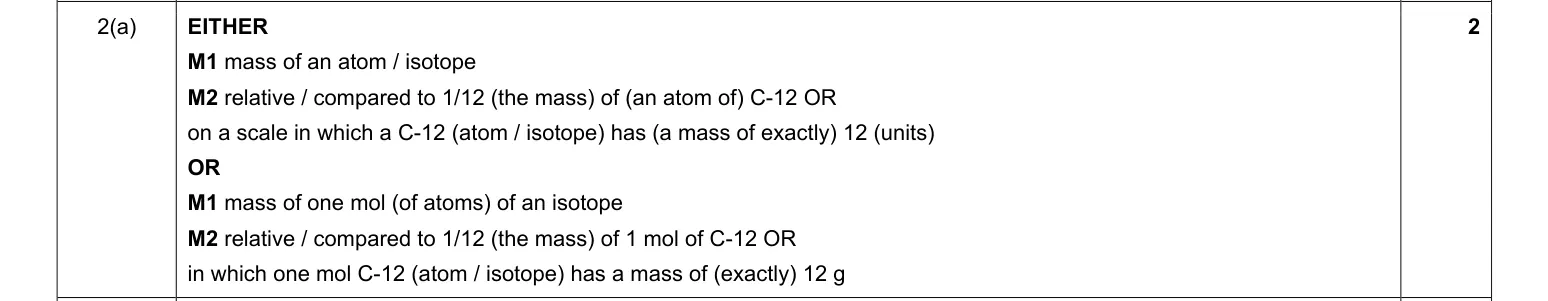 2(a) EITHER 2
M1 mass of an atom / isotope
M2 relative / compared to 1/12 (the mass) of (an atom of) C-12 OR
on a scale in which a C-12 (atom / isotope) has (a mass of exactly) 12 (units)
OR
M1 mass of one mol (of atoms) of an isotope
M2 relative / compared to 1/12 (the mass) of 1 mol of C-12 OR
in which one mol C-12 (atom / isotope) has a mass of (exactly) 12 g